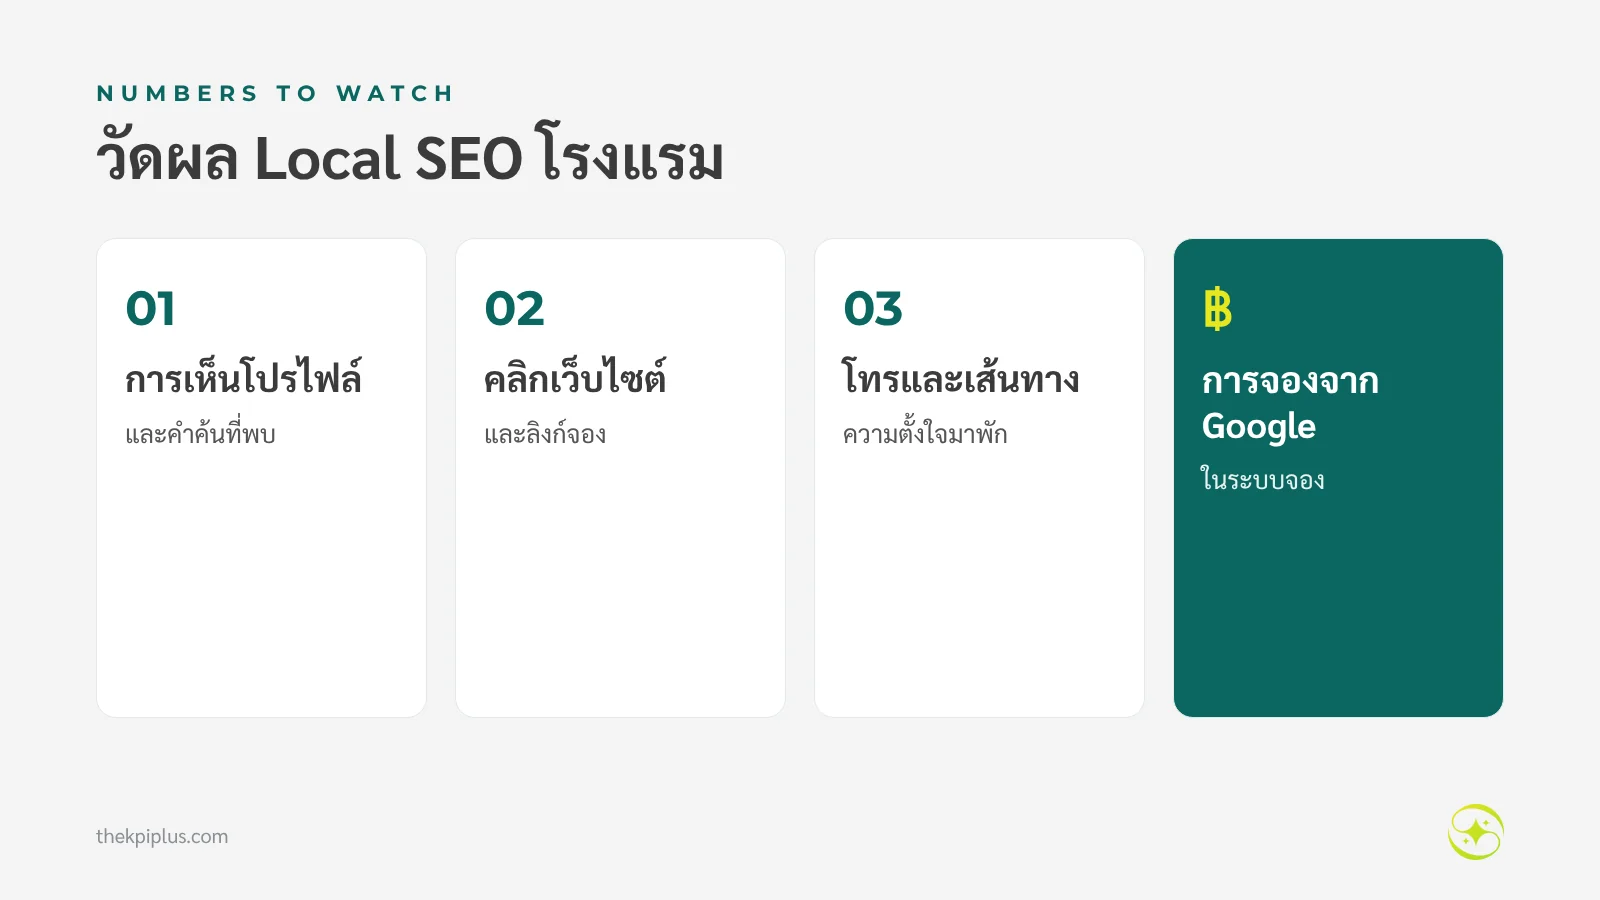 NUMBERS TO WATCH
วัดผล Local SEO โรงแรม
01
การเห็นโปรไฟล์
และคำค้นที่พบ
02
คลิกเว็บไซต์
และลิงก์จอง
03
โทรและเส้นทาง
ความตั้งใจมาพัก
฿
การจองจาก
Google
ในระบบจอง
thekpiplus.com